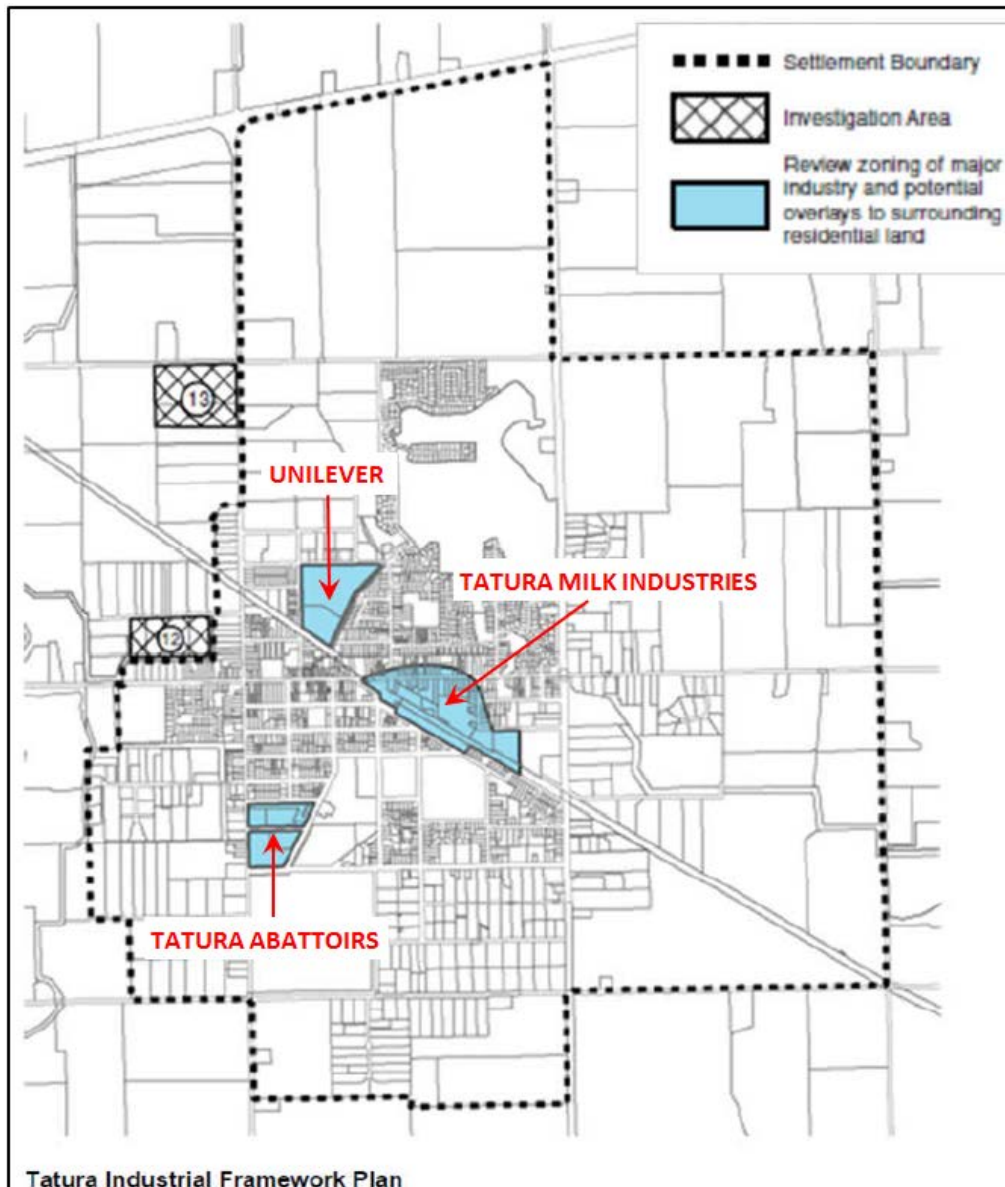 Settlement Boundary
Investigation Area
Review zoning of major
industry and potential
overlays to surrounding
residential land
13
UNILEVER
TATURA MILK INDUSTRIES
12
TATURA ABATTOIRS
Tatura Industrial Framework Plan